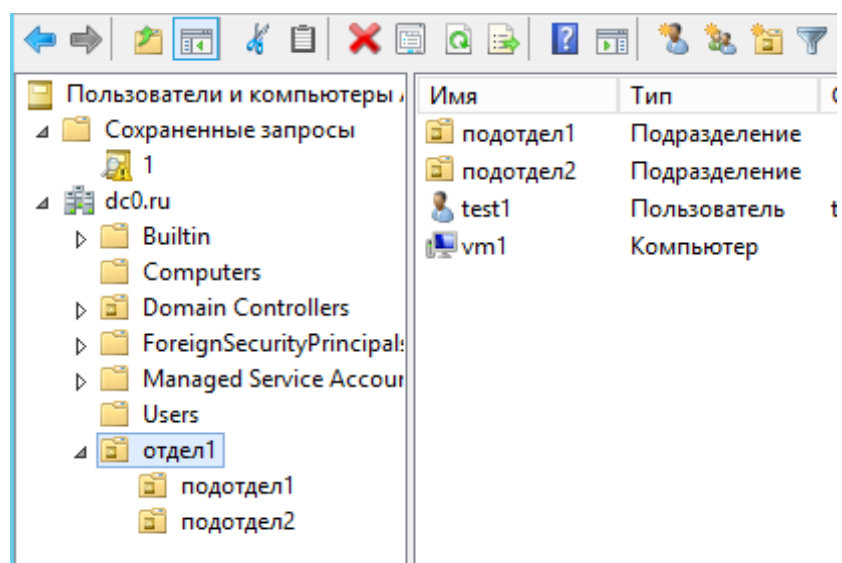 Пользователи и компьютеры
Сохраненные запросы
1
dc0.ru
Builtin
Computers
Domain Controllers
ForeignSecurityPrincipals
Managed Service Accour
Users
отдел1
подотдел1
подотдел2
Имя Тип
подотдел1 Подразделение
подотдел2 Подразделение
test1 Пользователь t
vm1 Компьютер